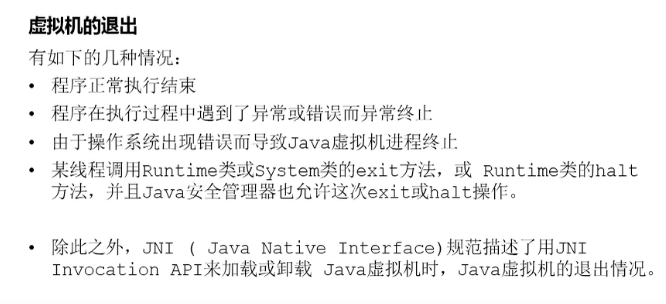 虚拟机的退出
有如下的几种情况：
• 程序正常执行结束
• 程序在执行过程中遇到了异常或错误而异常终止
• 由于操作系统出现错误而导致Java虚拟机进程终止
• 某线程调用Runtime类或System类的exit方法，或 Runtime类的halt
方法，并且Java安全管理器也允许这次exit或halt操作。
• 除此之外，JNI ( Java Native Interface)规范描述了用JNI
Invocation API来加载或卸载 Java虚拟机时，Java虚拟机的退出情况。